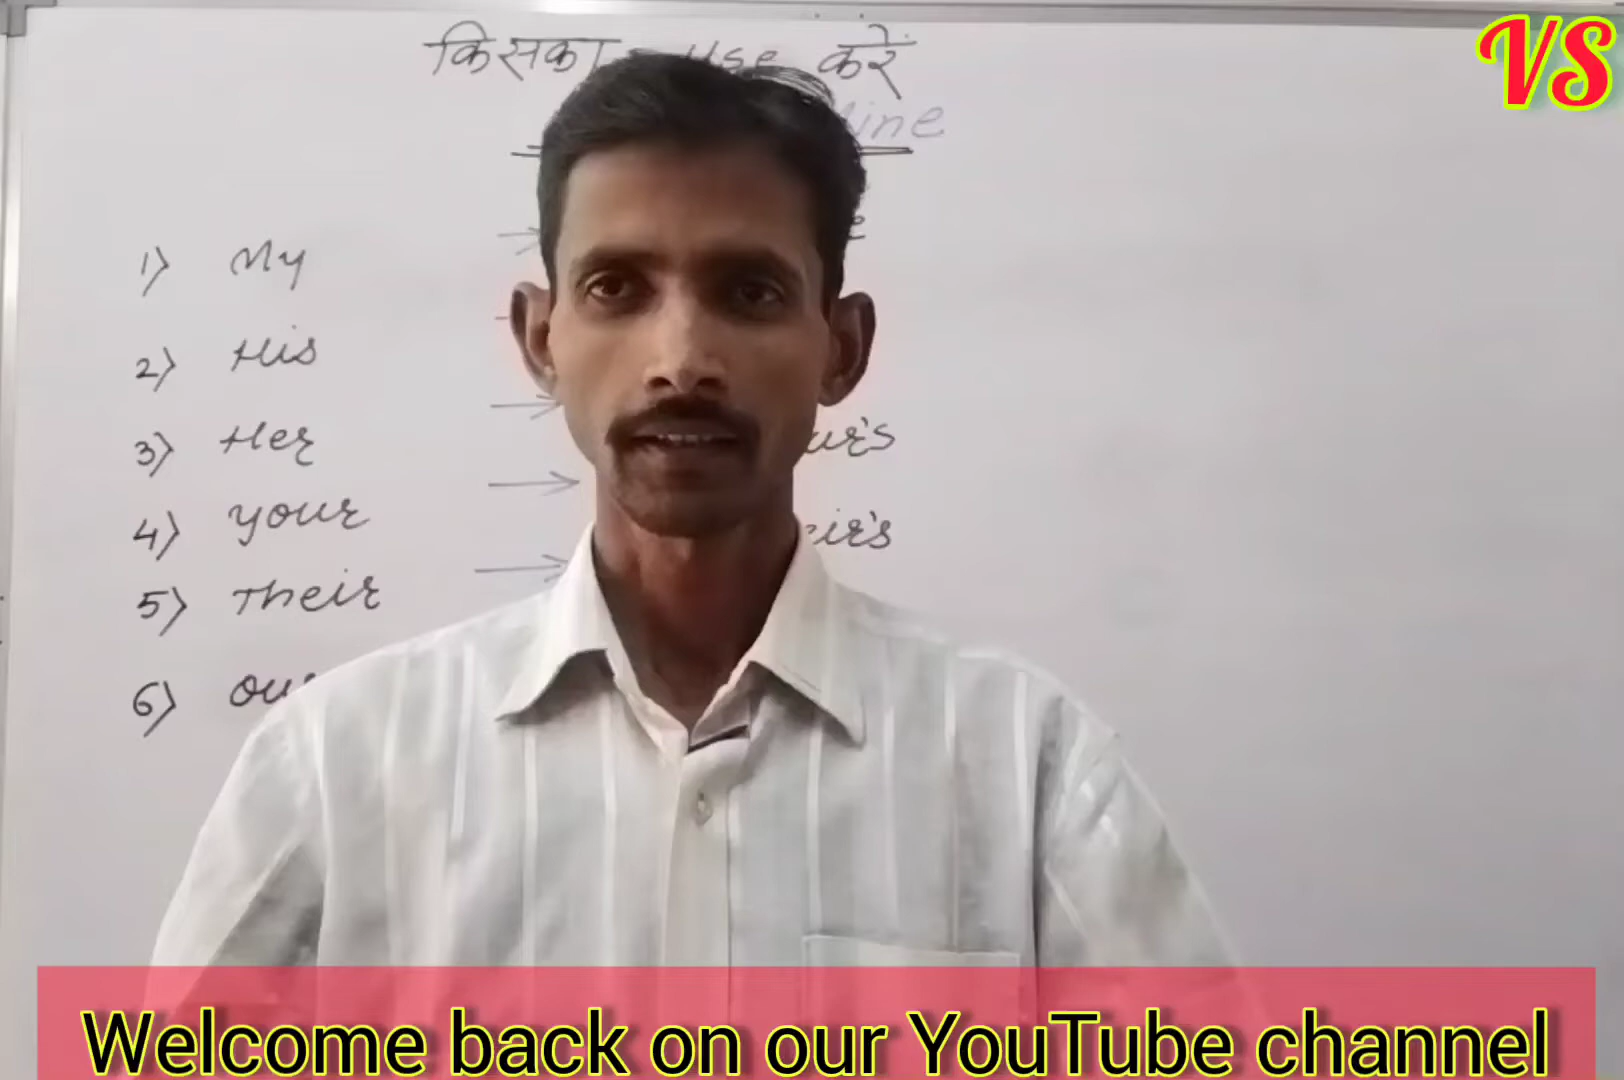 किसका Use करें
VS
1) My
2) His
3) Her
4) your
5) Their
6)
Welcome back on our YouTube channel